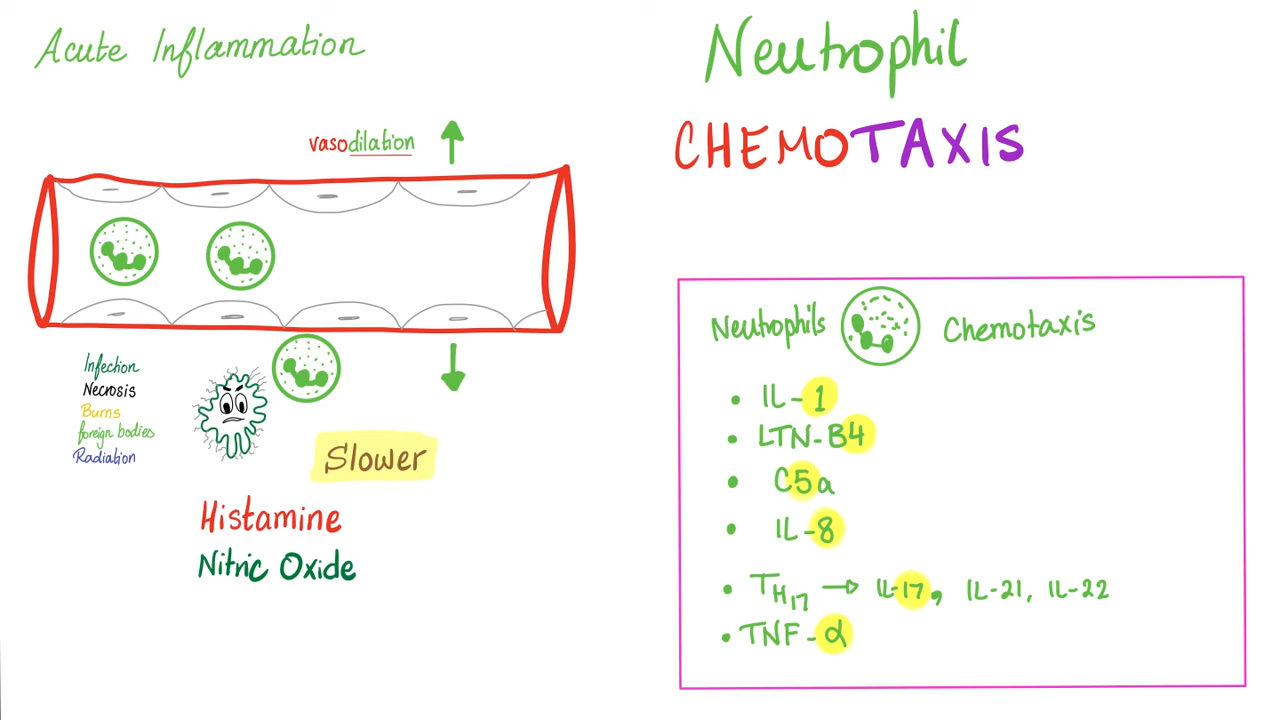 Acute Inflammation
vasodilation
Infection
Necrosis
Burns
foreign bodies
Radiation
Slower
Histamine
Nitric Oxide
Neutrophil
CHEMOTAXIS
Neutrophils Chemotaxis
• IL-1
• LTN-B4
• C5a
• IL-8
• TH17 → IL-17, IL-21, IL-22
• TNF-α